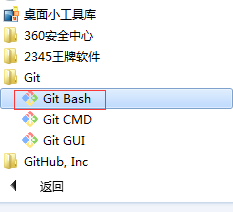 桌面小工具库
360安全中心
2345王牌软件
Git
Git Bash
Git CMD
Git GUI
GitHub, Inc
返回